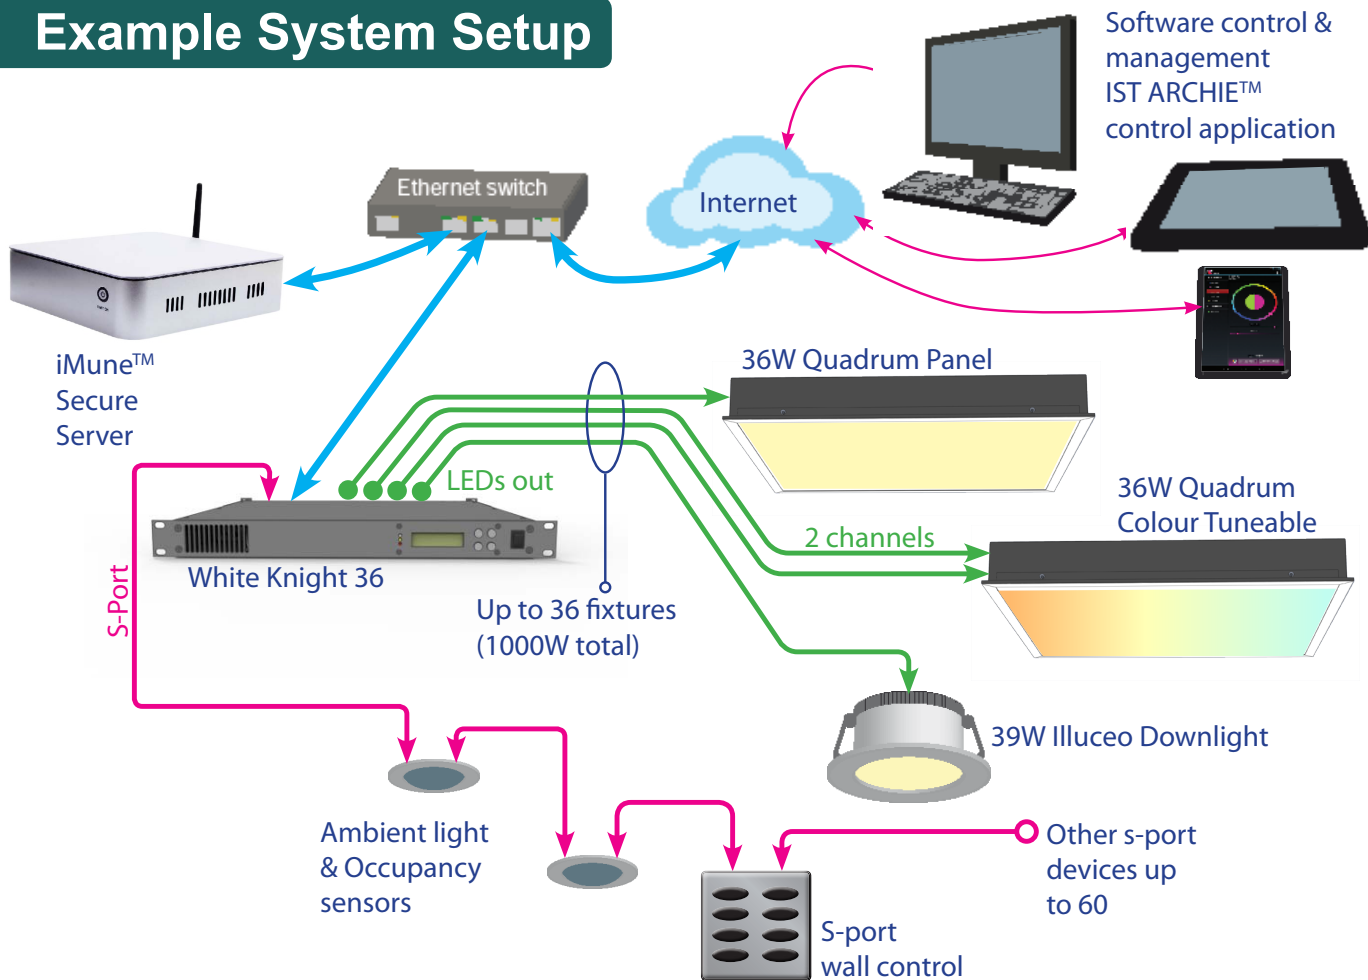 Example System Setup
Software control &
management
IST ARCHIE™
control application
Ethernet switch
Internet
iMune™
Secure
Server
36W Quadrum Panel
LEDs out
36W Quadrum
Colour Tuneable
2 channels
White Knight 36
S-Port
Up to 36 fixtures
(1000W total)
39W Illuceo Downlight
Ambient light
& Occupancy
sensors
Other s-port
devices up
to 60
S-port
wall control